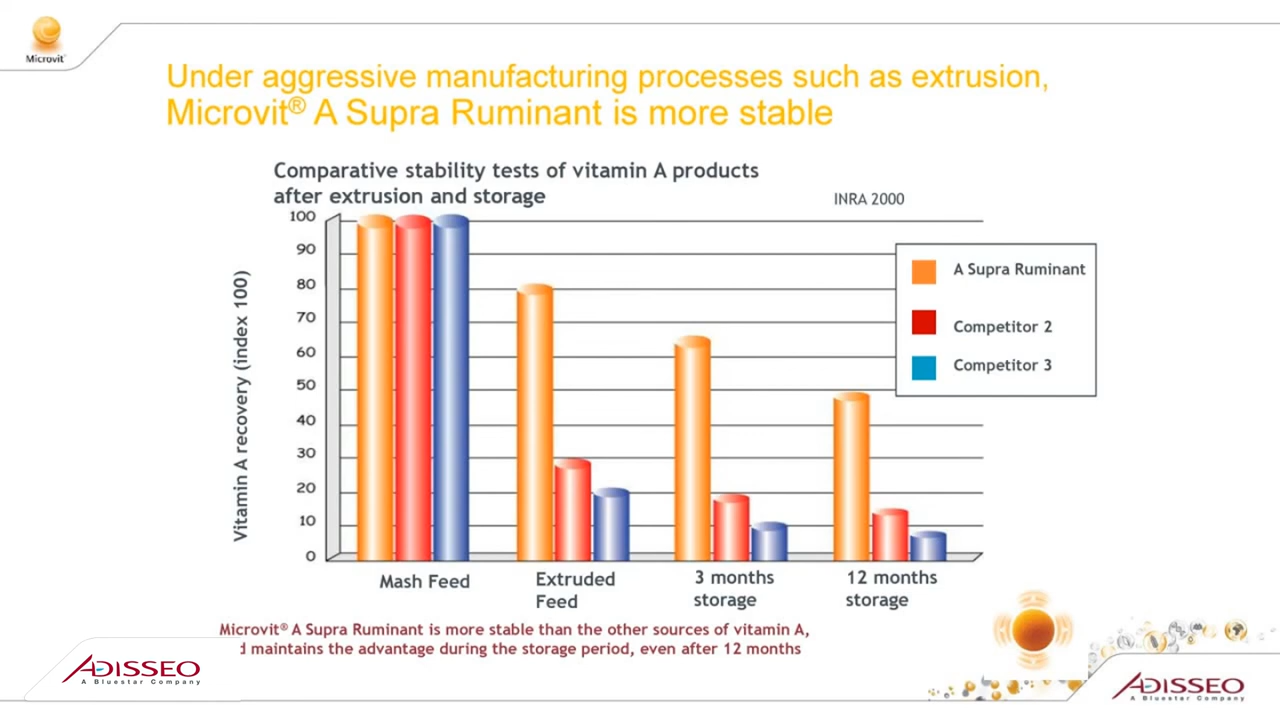 Microvit®
Under aggressive manufacturing processes such as extrusion,
Microvit® A Supra Ruminant is more stable
Comparative stability tests of vitamin A products
after extrusion and storage
INRA 2000
Vitamin A recovery (index 100)
100
90
80
70
60
50
40
30
20
10
0
A Supra Ruminant
Competitor 2
Competitor 3
Mash Feed
Extruded
Feed
3 months
storage
12 months
storage
Microvit® A Supra Ruminant is more stable than the other sources of vitamin A,
maintains the advantage during the storage period, even after 12 months
ADISSEO
A Bluestar Company
ADISSEO
A Bluestar Company